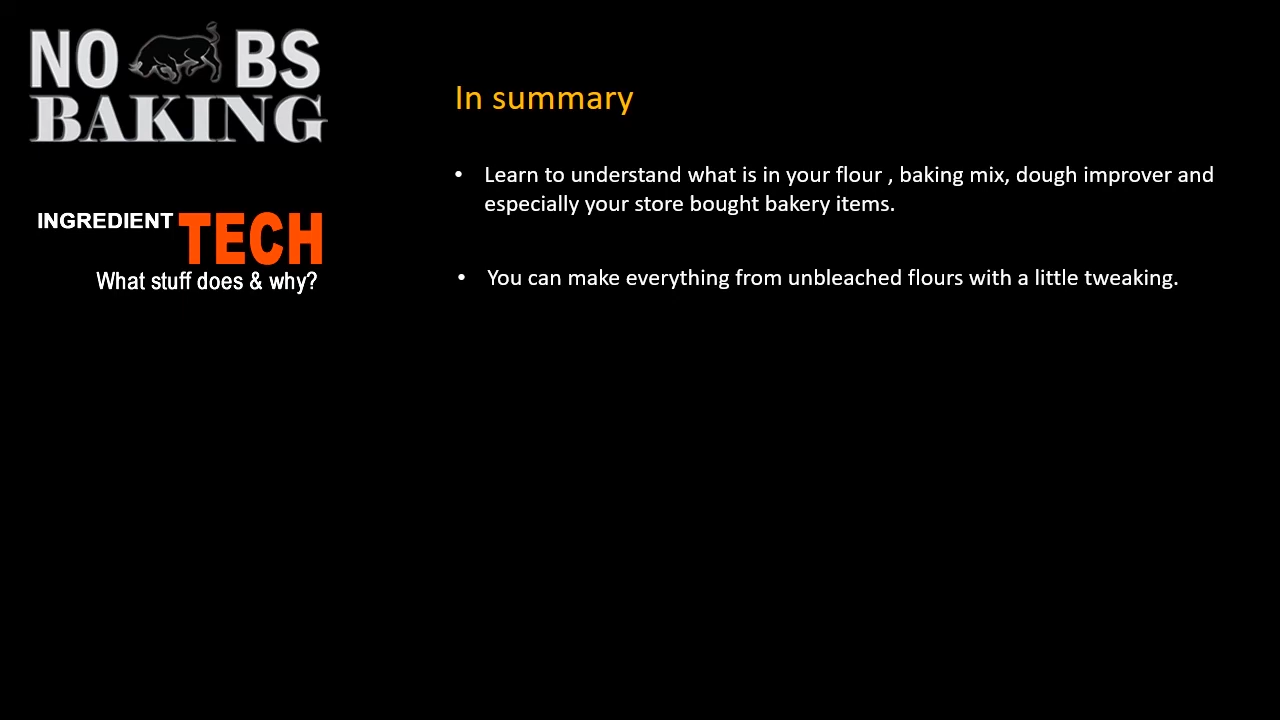 NO BS
BAKING
INGREDIENT TECH
What stuff does & why?
In summary
• Learn to understand what is in your flour , baking mix, dough improver and
especially your store bought bakery items.
• You can make everything from unbleached flours with a little tweaking.